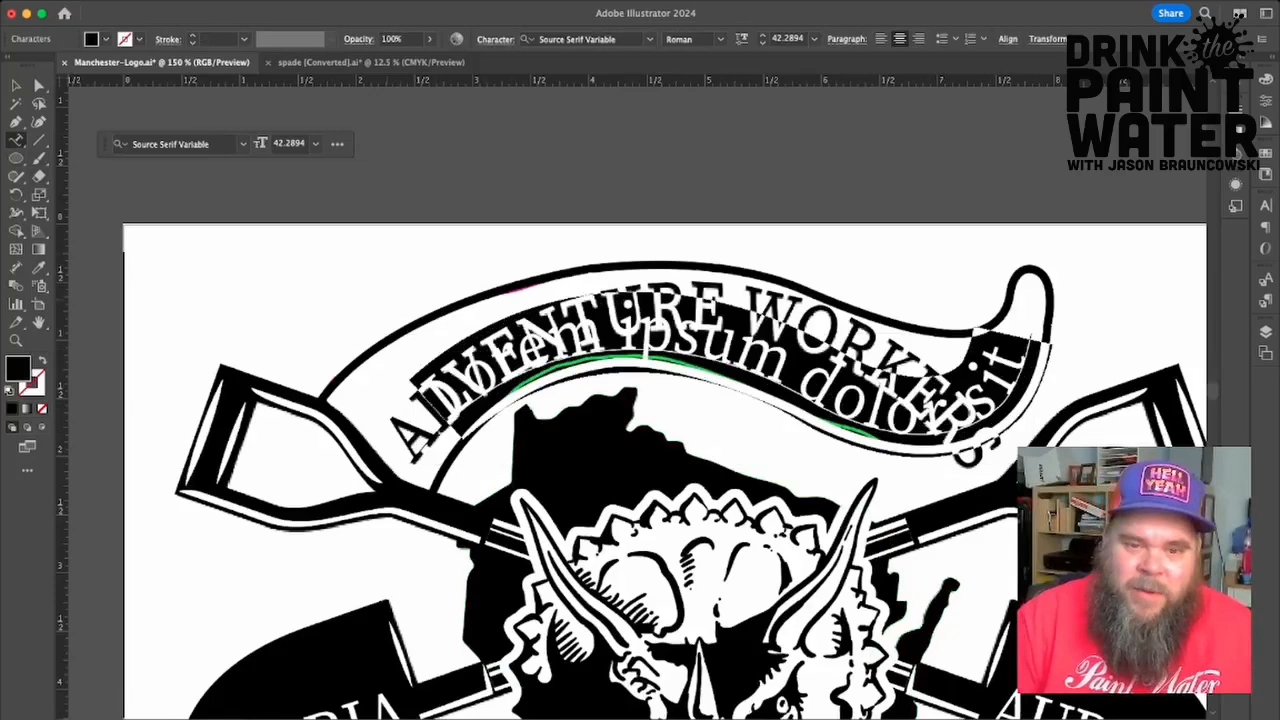 Adobe Illustrator 2024
Share
Characters
Stroke:
Opacity: 100%
Character: Source Serif Variable
Roman
42.2894
Paragraph:
Align
Transform
Manchester-Logo.ai* @ 150 % (RGB/Preview)
spade [Converted].ai* @ 12.5 % (CMYK/Preview)
DRINK the
PAINT
WATER
WITH JASON BRAUNCOWSKI
Source Serif Variable
42.2894
ADVENTURE WORKERS
Lorem ipsum dolor sit
HELL
YEAH
Paint Water